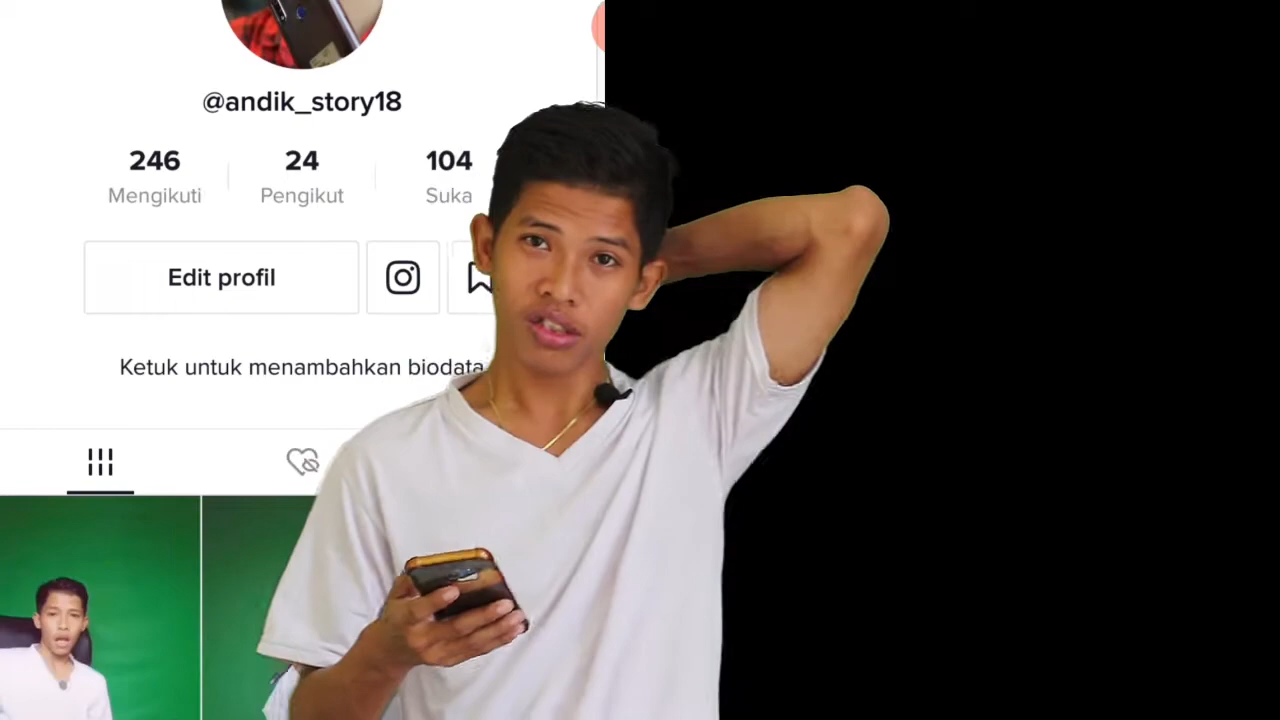 @andik_story18
246 24 104
Mengikuti Pengikut Suka
Edit profil
Ketuk untuk menambahkan biodata